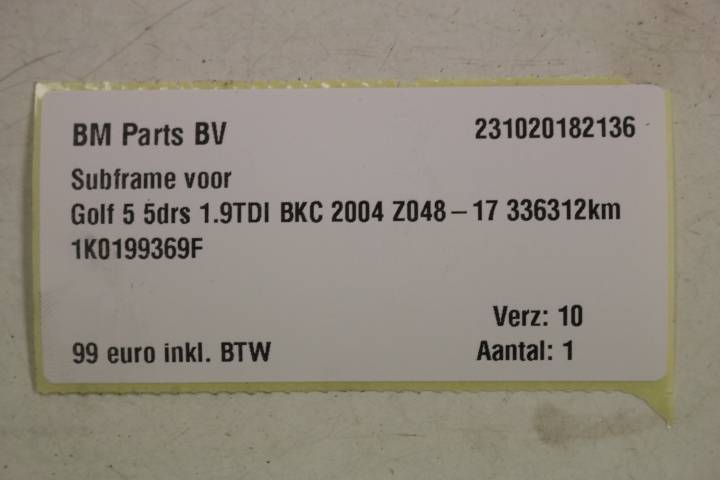 BM Parts BV 231020182136
Subframe voor
Golf 5 5drs 1.9TDI BKC 2004 Z048-17 336312km
1K0199369F
Verz: 10
99 euro inkl. BTW Aantal: 1